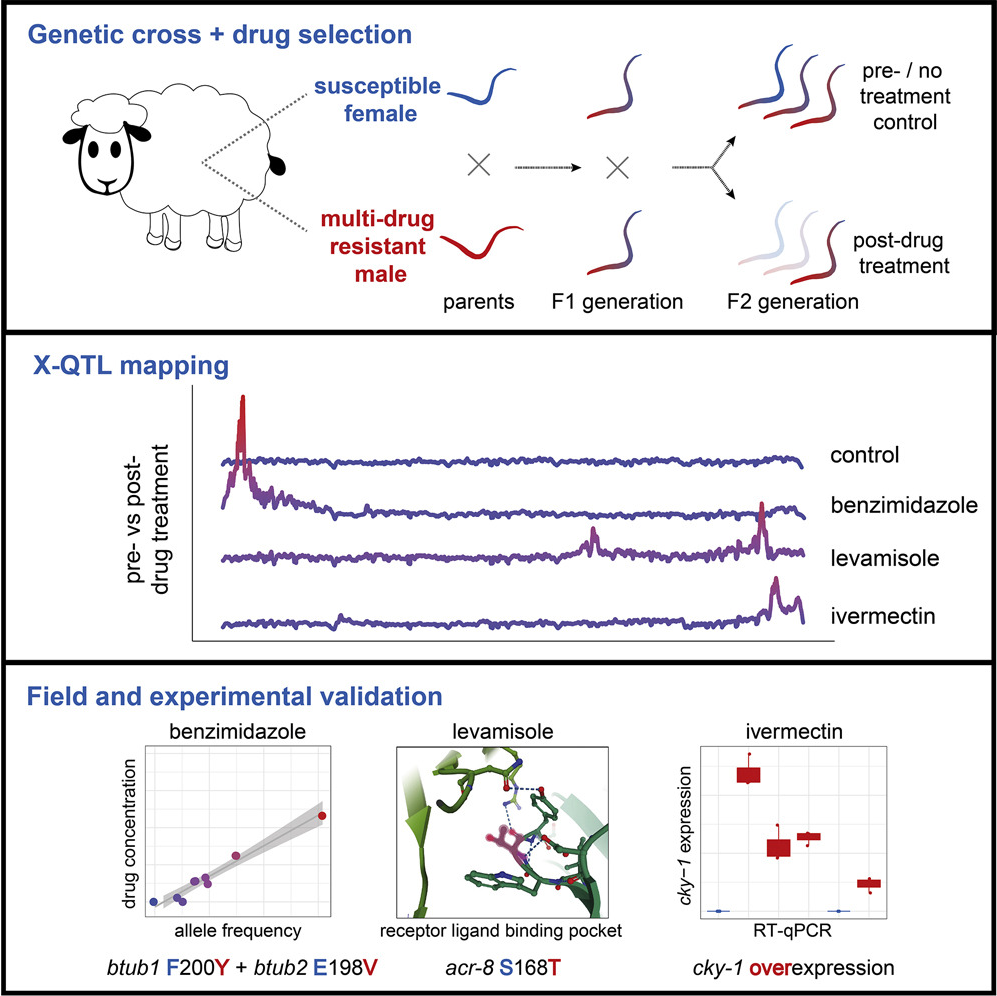 Genetic cross + drug selection
susceptible
female
pre- / no
treatment
control
multi-drug
resistant
male
post-drug
treatment
parents
F1 generation
F2 generation
X-QTL mapping
pre- vs post-
drug treatment
control
benzimidazole
levamisole
ivermectin
Field and experimental validation
benzimidazole
drug concentration
allele frequency
btub1 F200Y + btub2 E198V
levamisole
receptor ligand binding pocket
acr-8 S168T
ivermectin
cky-1 expression
RT-qPCR
cky-1 overexpression